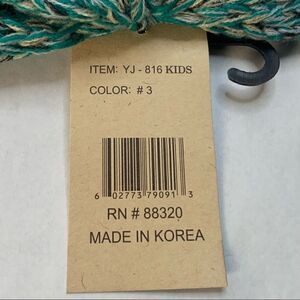 ITEM: YJ - 816 KIDS
COLOR: # 3
6 02773 79091 3
RN # 88320
MADE IN KOREA